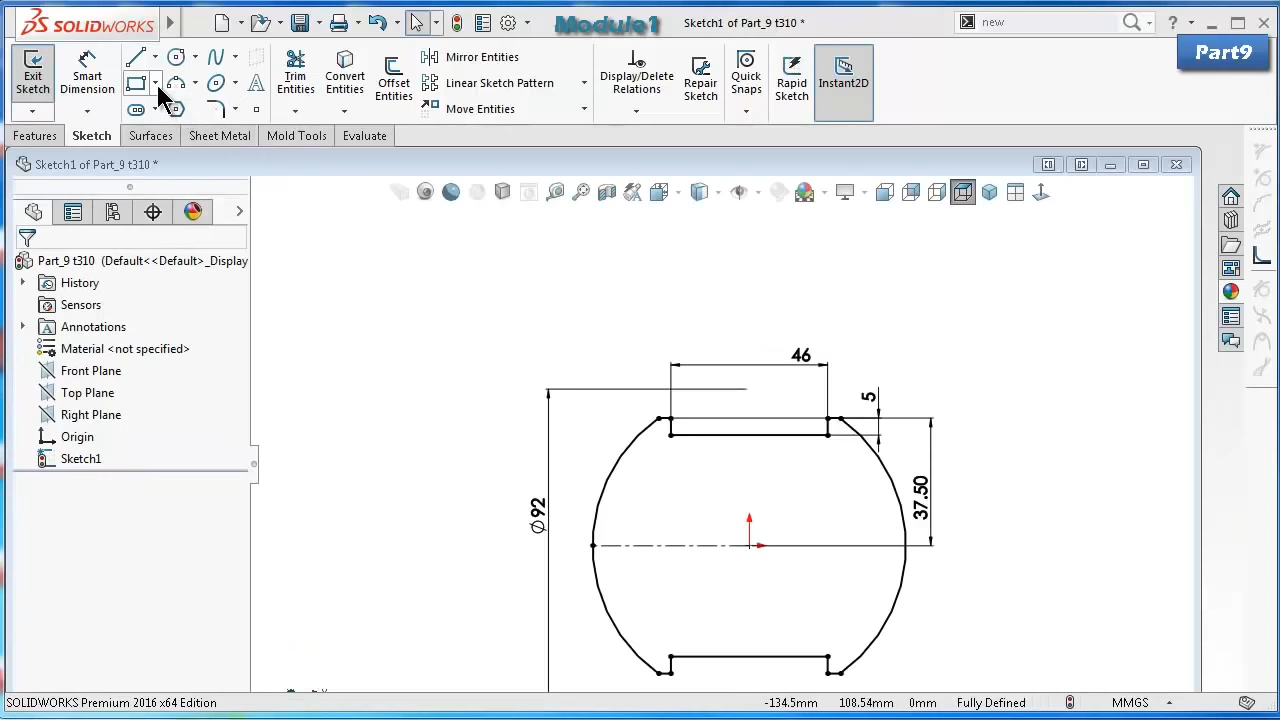 SOLIDWORKS
Module1
Sketch1 of Part_9 t310 *
new
?
Part9
Exit Sketch
Smart Dimension
Trim Entities
Convert Entities
Offset Entities
Mirror Entities
Linear Sketch Pattern
Move Entities
Display/Delete Relations
Repair Sketch
Quick Snaps
Rapid Sketch
Instant2D
Features
Sketch
Surfaces
Sheet Metal
Mold Tools
Evaluate
Sketch1 of Part_9 t310 *
Part_9 t310 (Default<<Default>_Display
History
Sensors
Annotations
Material <not specified>
Front Plane
Top Plane
Right Plane
Origin
Sketch1
46
5
37.50
∅92
SOLIDWORKS Premium 2016 x64 Edition
-134.5mm
108.54mm
0mm
Fully Defined
MMGS